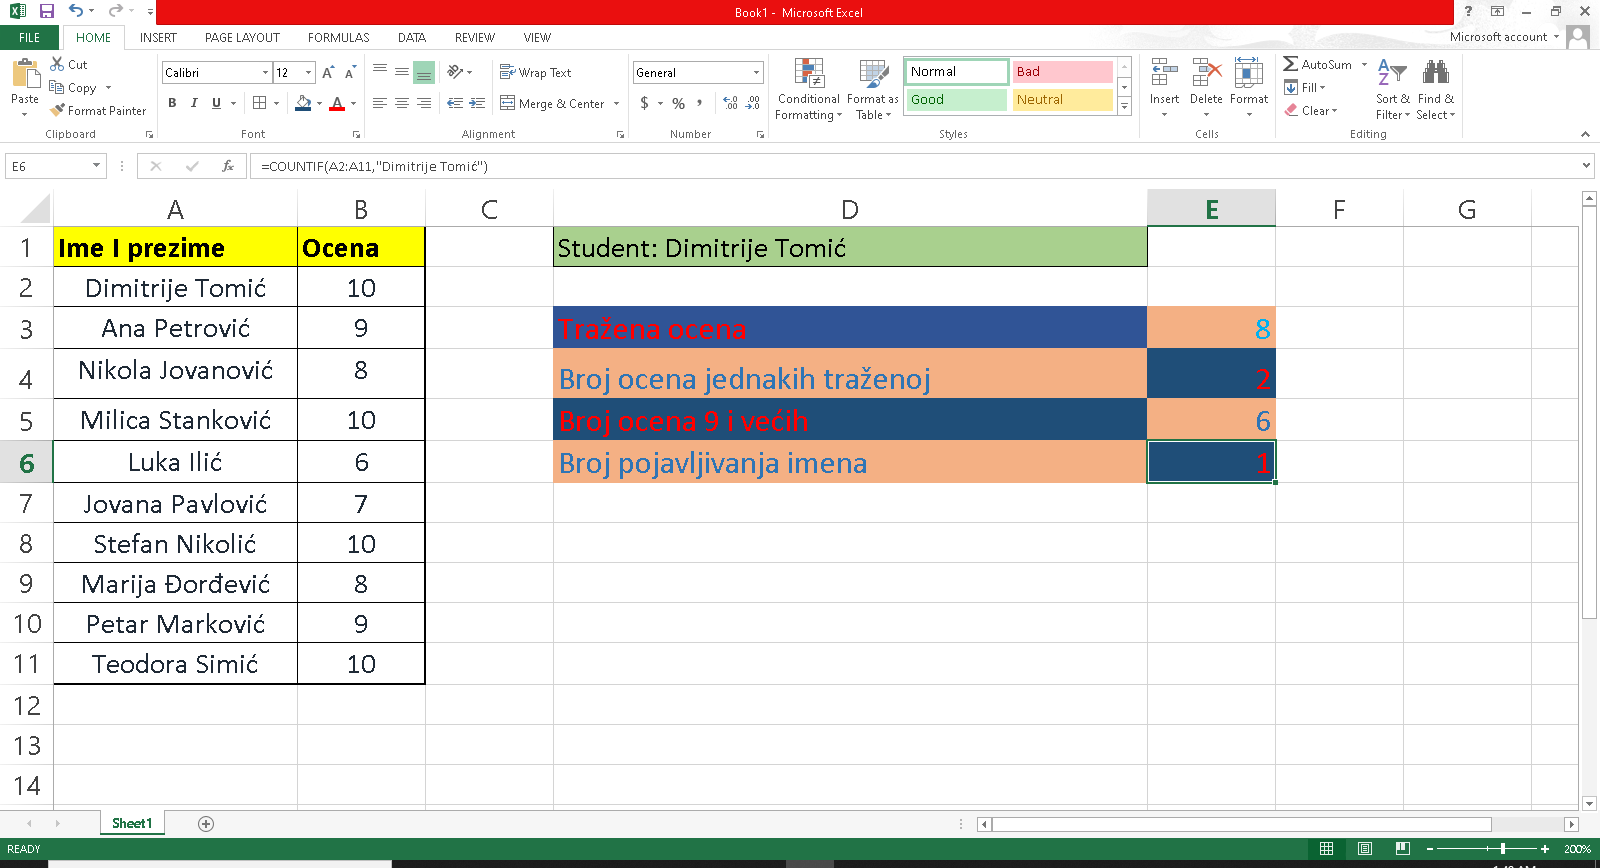 Book1 - Microsoft Excel
?
FILE HOME INSERT PAGE LAYOUT FORMULAS DATA REVIEW VIEW
Microsoft account
Cut Calibri 12 A A Wrap Text General Normal Bad AutoSum
Paste Copy B I U A Merge & Center $ % , Conditional Format as Good Neutral Insert Delete Format Fill Sort & Find &
Format Painter Formatting Table Clear Filter Select
Clipboard Font Alignment Number Styles Cells Editing
E6 fx =COUNTIF(A2:A11,"Dimitrije Tomić")
A B C D E F G
1 Ime I prezime Ocena Student: Dimitrije Tomić
2 Dimitrije Tomić 10
3 Ana Petrović 9 Tražena ocena 8
4 Nikola Jovanović 8 Broj ocena jednakih traženoj 2
5 Milica Stanković 10 Broj ocena 9 i većih 6
6 Luka Ilić 6 Broj pojavljivanja imena 1
7 Jovana Pavlović 7
8 Stefan Nikolić 10
9 Marija Đorđević 8
10 Petar Marković 9
11 Teodora Simić 10
12
13
14
Sheet1
READY 200%